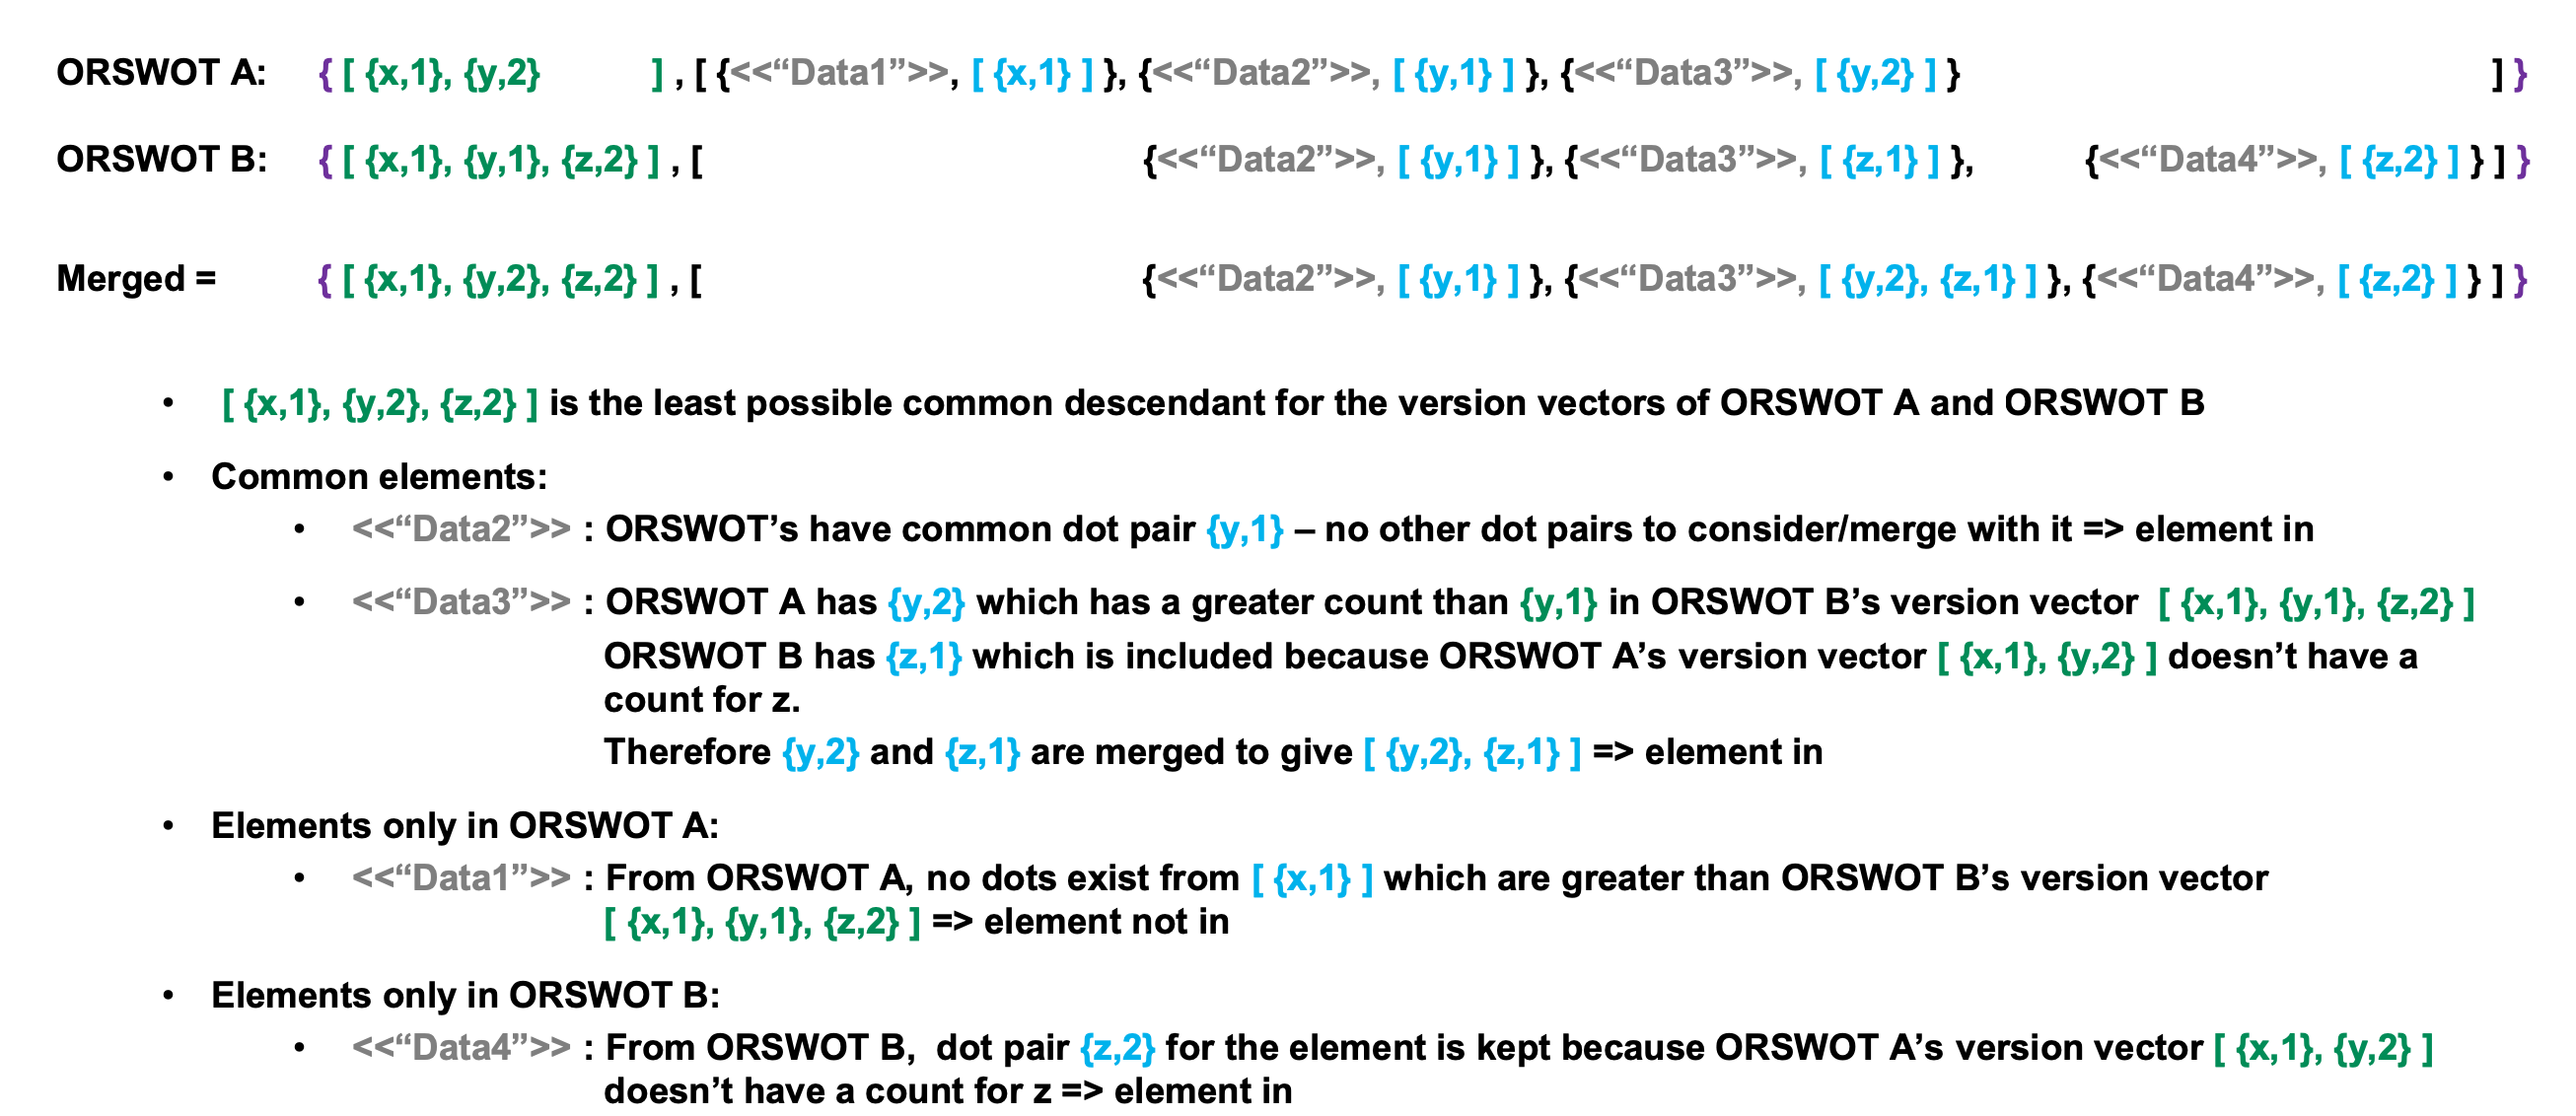 ORSWOT A: { [ {x,1}, {y,2} ] , [ {<<“Data1”>>, [ {x,1} ] }, {<<“Data2”>>, [ {y,1} ] }, {<<“Data3”>>, [ {y,2} ] } ] }
ORSWOT B: { [ {x,1}, {y,1}, {z,2} ] , [ {<<“Data2”>>, [ {y,1} ] }, {<<“Data3”>>, [ {z,1} ] }, {<<“Data4”>>, [ {z,2} ] } ] }
Merged = { [ {x,1}, {y,2}, {z,2} ] , [ {<<“Data2”>>, [ {y,1} ] }, {<<“Data3”>>, [ {y,2}, {z,1} ] }, {<<“Data4”>>, [ {z,2} ] } ] }
• [ {x,1}, {y,2}, {z,2} ] is the least possible common descendant for the version vectors of ORSWOT A and ORSWOT B
• Common elements:
• <<“Data2”>> : ORSWOT’s have common dot pair {y,1} – no other dot pairs to consider/merge with it => element in
• <<“Data3”>> : ORSWOT A has {y,2} which has a greater count than {y,1} in ORSWOT B’s version vector [ {x,1}, {y,1}, {z,2} ]
ORSWOT B has {z,1} which is included because ORSWOT A’s version vector [ {x,1}, {y,2} ] doesn’t have a
count for z.
Therefore {y,2} and {z,1} are merged to give [ {y,2}, {z,1} ] => element in
• Elements only in ORSWOT A:
• <<“Data1”>> : From ORSWOT A, no dots exist from [ {x,1} ] which are greater than ORSWOT B’s version vector
[ {x,1}, {y,1}, {z,2} ] => element not in
• Elements only in ORSWOT B:
• <<“Data4”>> : From ORSWOT B, dot pair {z,2} for the element is kept because ORSWOT A’s version vector [ {x,1}, {y,2} ]
doesn’t have a count for z => element in